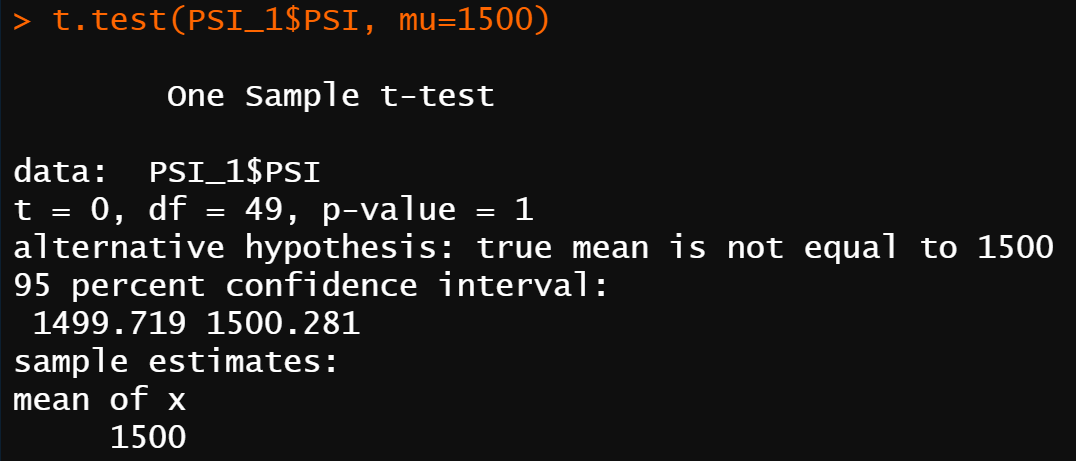 > t.test(PSI_1$PSI, mu=1500)
One Sample t-test
data:  PSI_1$PSI
t = 0, df = 49, p-value = 1
alternative hypothesis: true mean is not equal to 1500
95 percent confidence interval:
1499.719 1500.281
sample estimates:
mean of x
1500